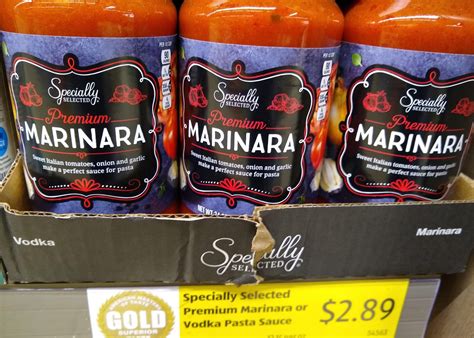 Specially
SELECTED
Premium
MARINARA
Sweet Italian tomatoes, onion and garlic
make a perfect sauce for pasta
Specially
SELECTED
Premium
MARINARA
Sweet Italian tomatoes, onion and garlic
make a perfect sauce for pasta
NET
Specially
SELECTED
Premium
MARINARA
Sweet Italian tomatoes, onion and garlic
make a perfect sauce for pasta
Vodka
Specially
SELECTED
Marinara
GOLD
SUPERIOR
Specially Selected
Premium Marinara or
Vodka Pasta Sauce
$2.89